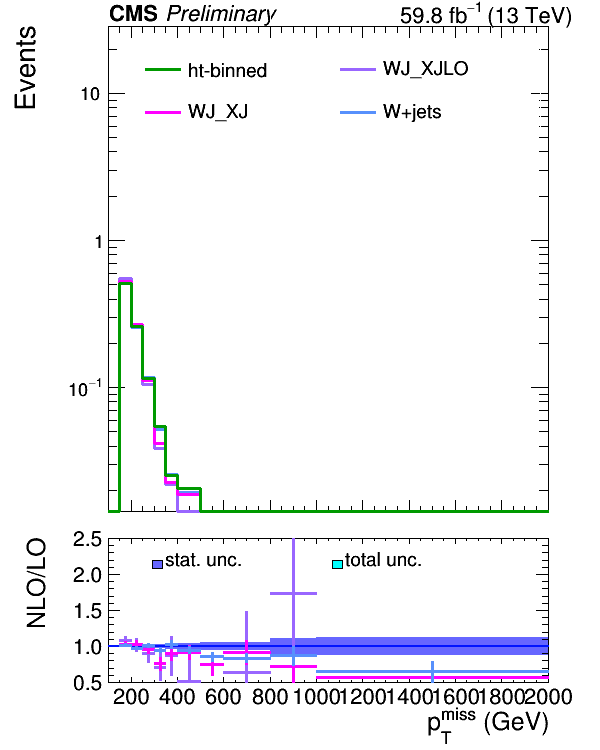 CMS Preliminary 59.8 fb⁻¹ (13 TeV)
Events
ht-binned WJ_XJLO
WJ_XJ W+jets
10
1
10⁻¹
NLO/LO
stat. unc. total unc.
2.5
2.0
1.5
1.0
0.5
200 400 600 800 1000 1200 1400 1600 1800 2000
p_T^miss (GeV)